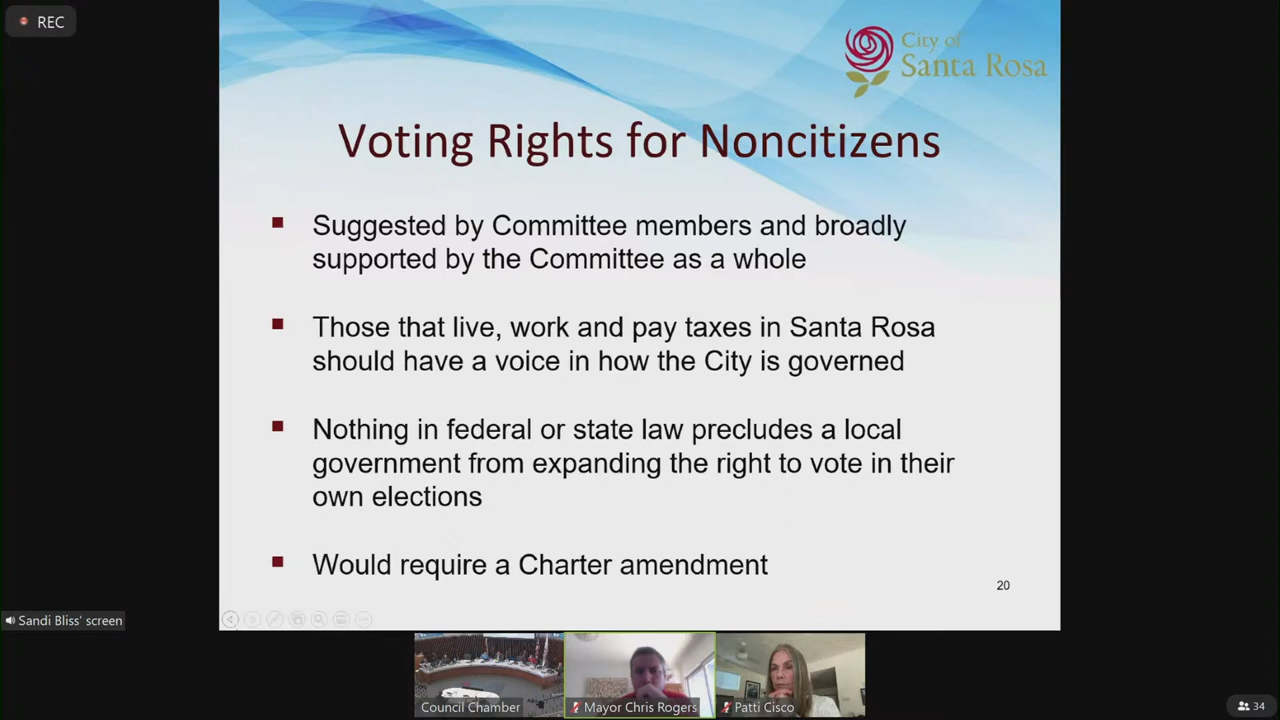 REC
City of
Santa Rosa
Voting Rights for Noncitizens
Suggested by Committee members and broadly
supported by the Committee as a whole
Those that live, work and pay taxes in Santa Rosa
should have a voice in how the City is governed
Nothing in federal or state law precludes a local
government from expanding the right to vote in their
own elections
Would require a Charter amendment
20
Sandi Bliss' screen
Council Chamber
Mayor Chris Rogers
Patti Cisco
34